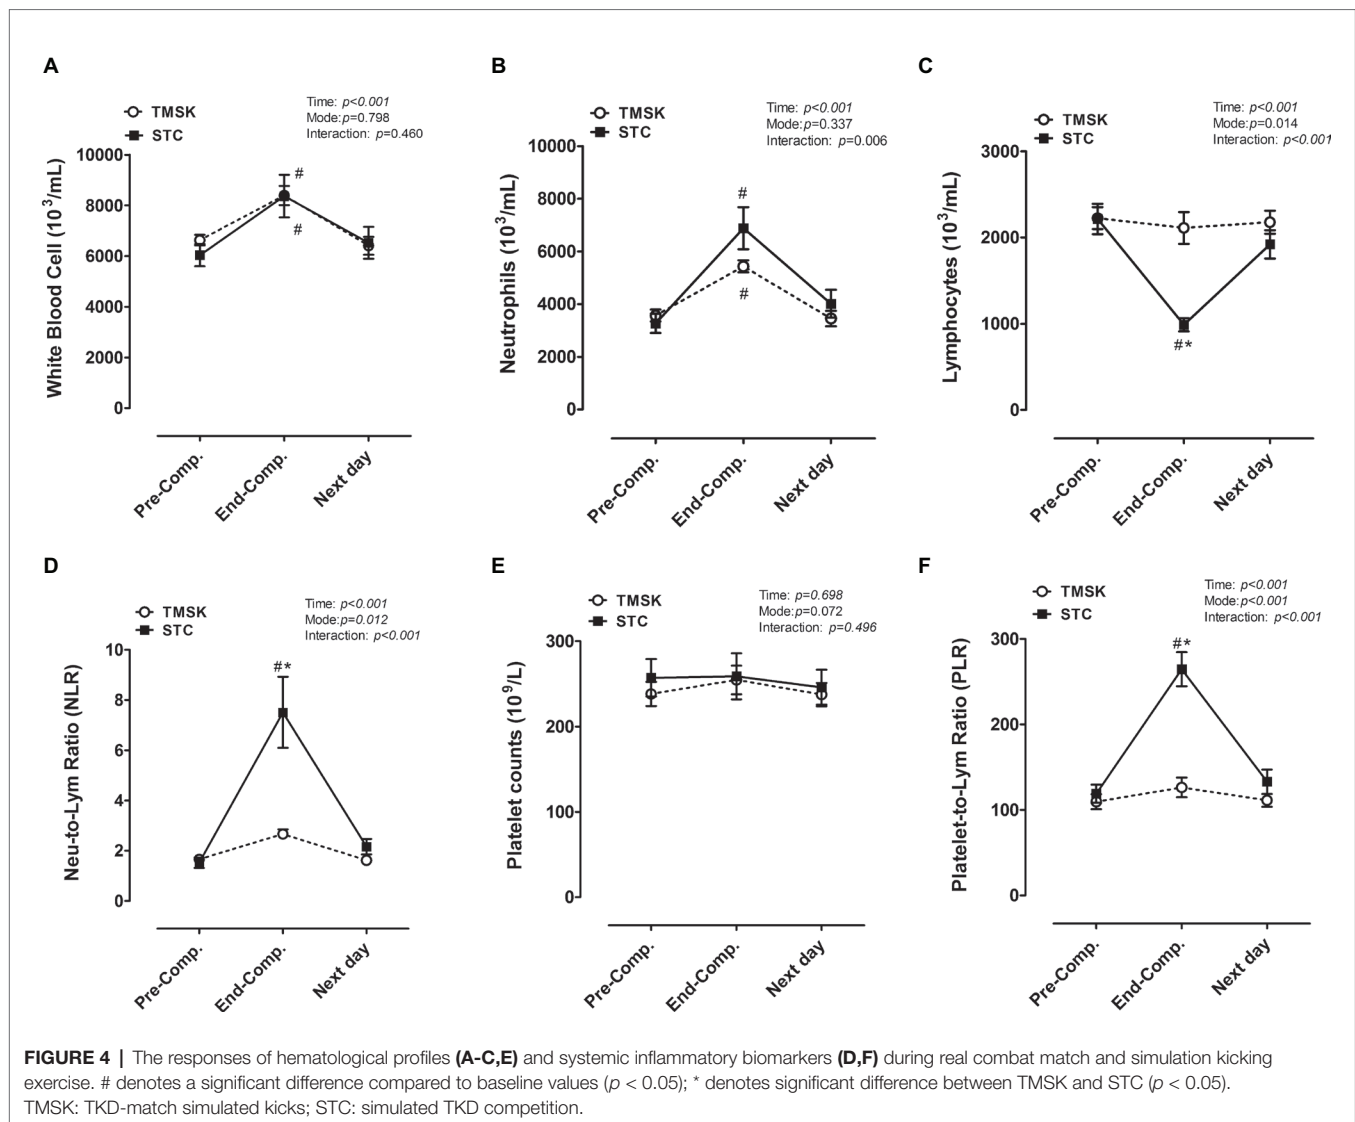 A
TMSK
STC
Time: p<0.001
Mode:p=0.798
Interaction: p=0.460
White Blood Cell (10³/mL)
10000
8000
6000
4000
2000
0
#
#
Pre-Comp.
End-Comp.
Next day
B
TMSK
STC
Time: p<0.001
Mode:p=0.337
Interaction: p=0.006
Neutrophils (10³/mL)
10000
8000
6000
4000
2000
0
#
#
Pre-Comp.
End-Comp.
Next day
C
TMSK
STC
Time: p<0.001
Mode:p=0.014
Interaction: p<0.001
Lymphocytes (10³/mL)
3000
2000
1000
0
#*
Pre-Comp.
End-Comp.
Next day
D
TMSK
STC
Time: p<0.001
Mode:p=0.012
Interaction: p<0.001
Neu-to-Lym Ratio (NLR)
10
8
6
4
2
0
#*
Pre-Comp.
End-Comp.
Next day
E
TMSK
STC
Time: p=0.698
Mode:p=0.072
Interaction: p=0.496
Platelet counts (10⁹/L)
300
200
100
0
Pre-Comp.
End-Comp.
Next day
F
TMSK
STC
Time: p<0.001
Mode:p<0.001
Interaction: p<0.001
Platelet-to-Lym Ratio (PLR)
300
200
100
0
#*
Pre-Comp.
End-Comp.
Next day
FIGURE 4 | The responses of hematological profiles (A-C,E) and systemic inflammatory biomarkers (D,F) during real combat match and simulation kicking
exercise. # denotes a significant difference compared to baseline values (p < 0.05); * denotes significant difference between TMSK and STC (p < 0.05).
TMSK: TKD-match simulated kicks; STC: simulated TKD competition.